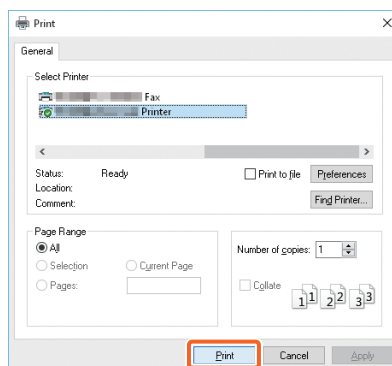 Print
General
Select Printer
Fax
Printer
Status: Ready
Location:
Comment:
Print to file
Preferences
Find Printer...
Page Range
All
Selection
Current Page
Pages:
Number of copies: 1
Collate
1 1 2 2 3 3
Print
Cancel
Apply